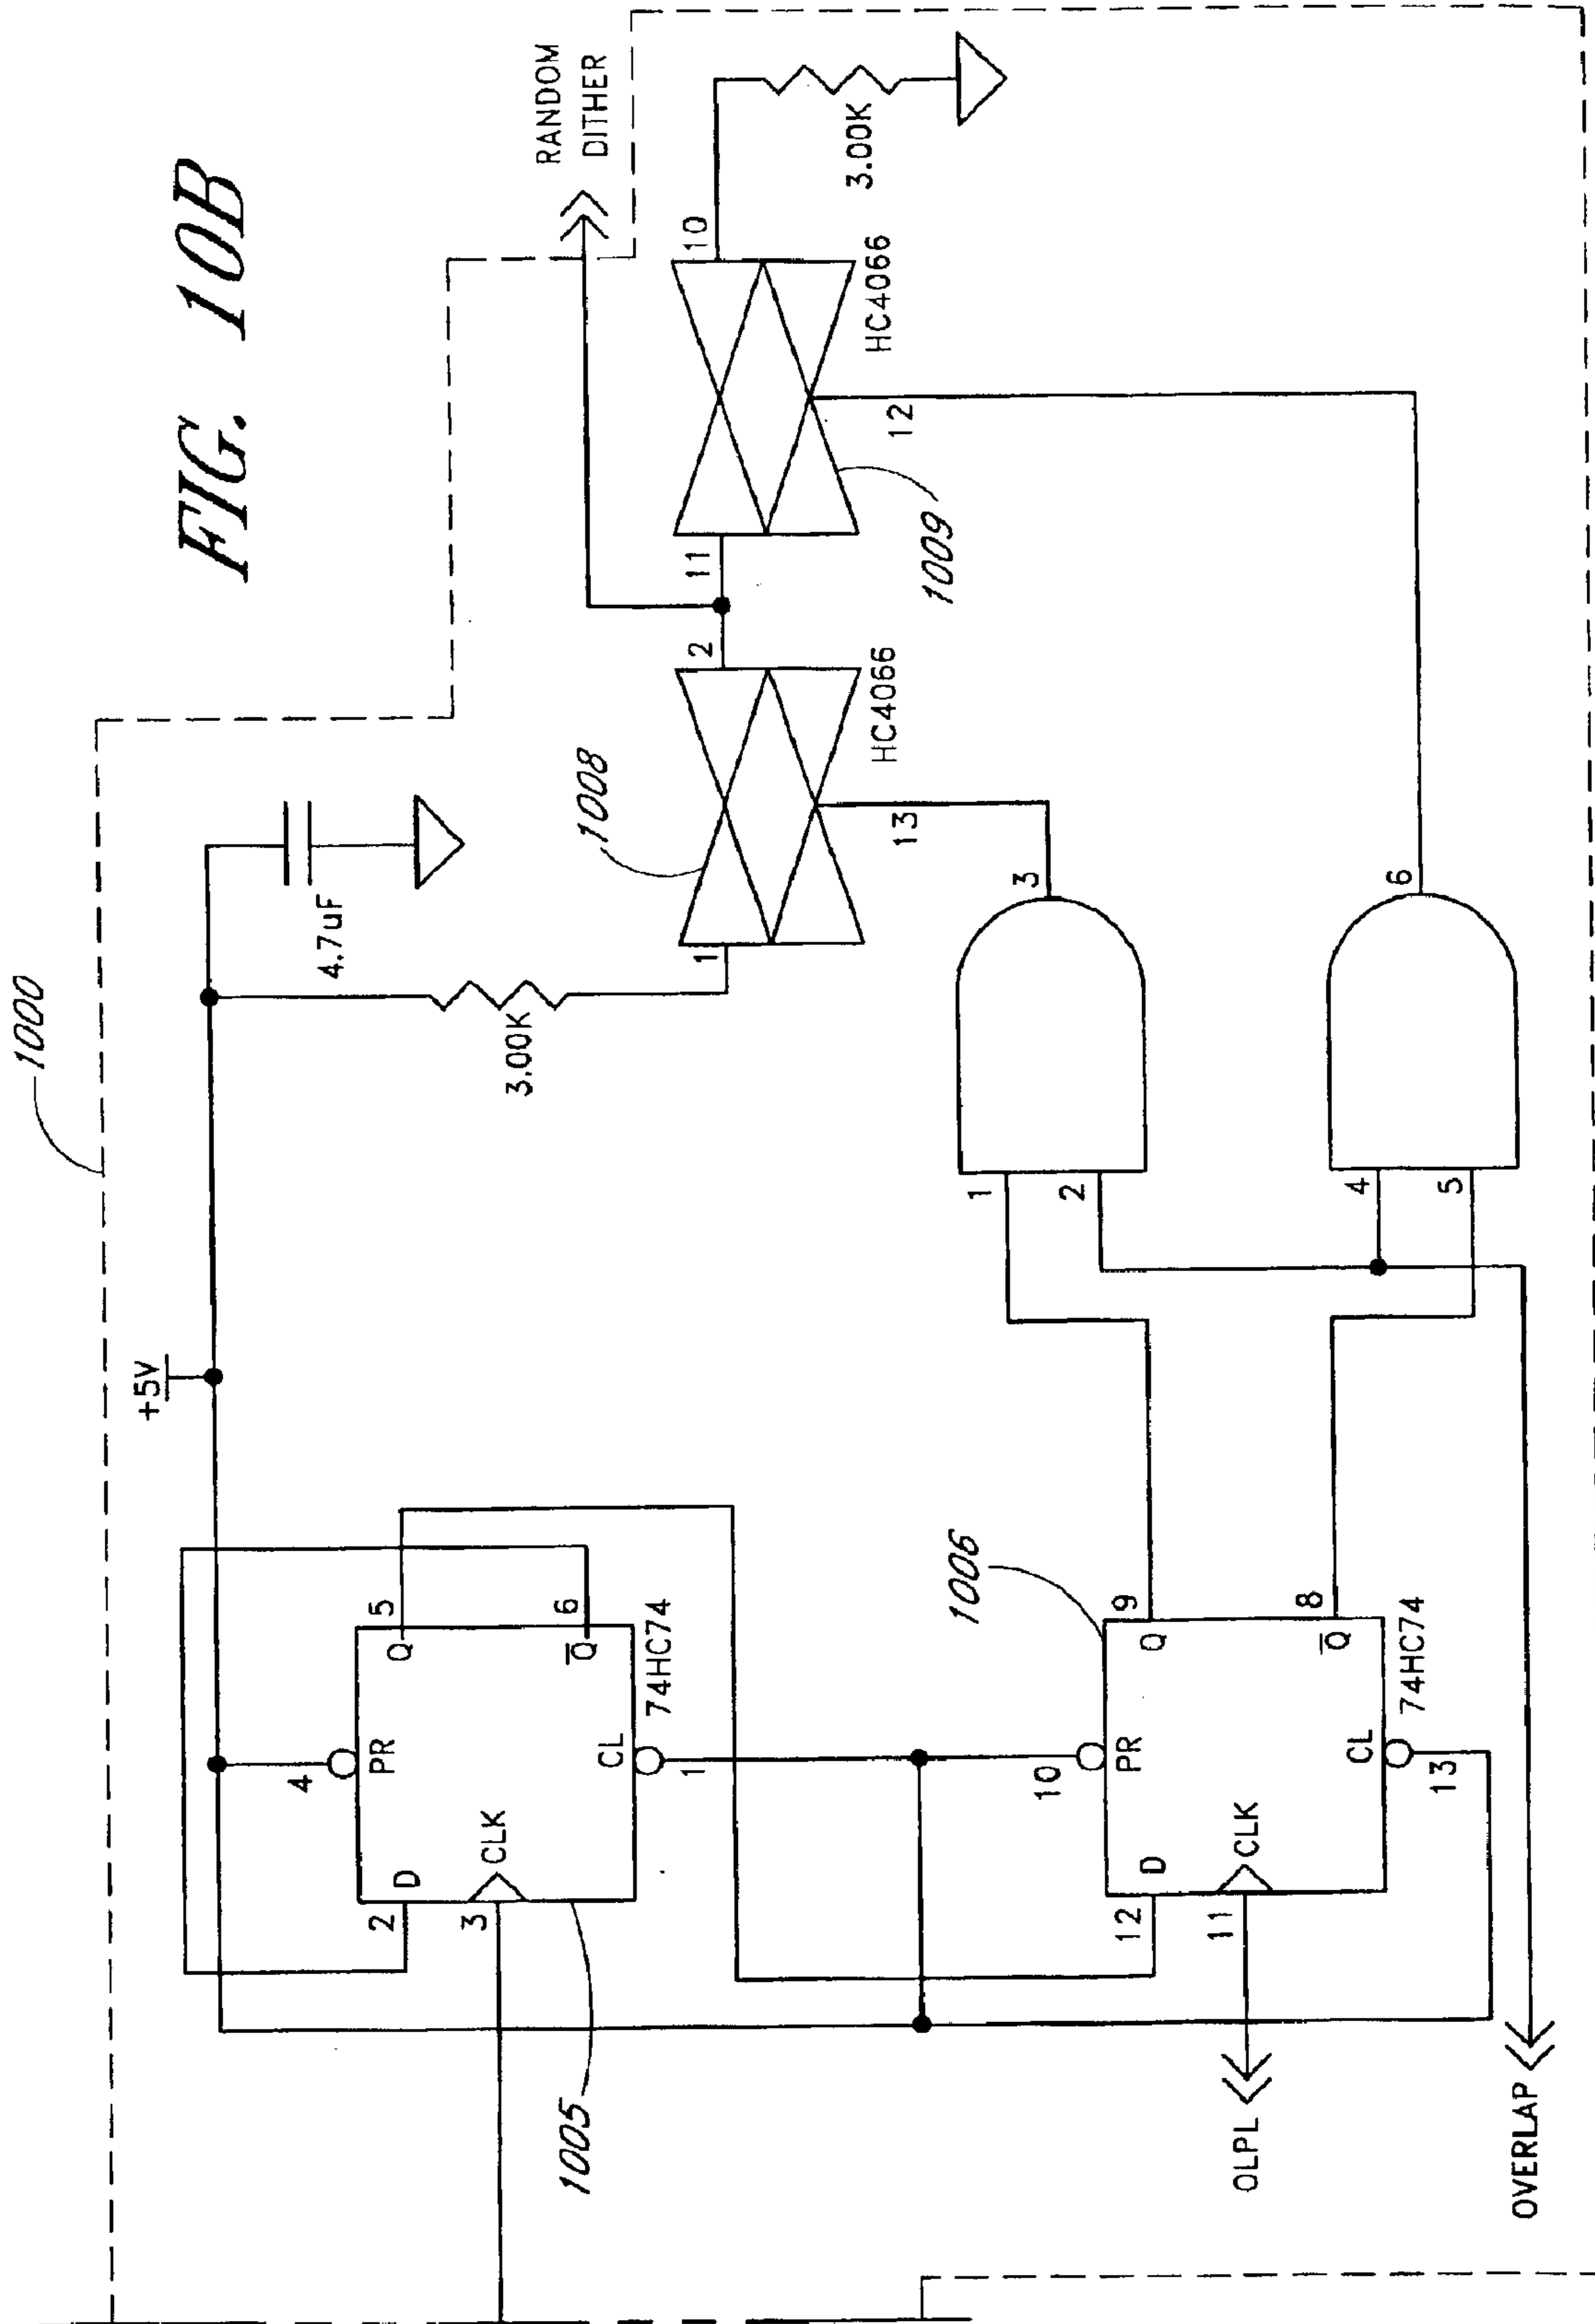 FIG. 10B
1000
+5V
4.7uF
3.00K
RANDOM
DITHER
1008
1
2
13
HC4066
11
10
12
HC4066
1009
3.00K
4
PR
D
2
3
CLK
Q
5
Q̅
6
CL
1
74HC74
1005
1006
10
PR
D
12
11
CLK
Q
9
Q̅
8
CL
13
74HC74
1
2
3
4
5
6
OLPL
OVERLAP